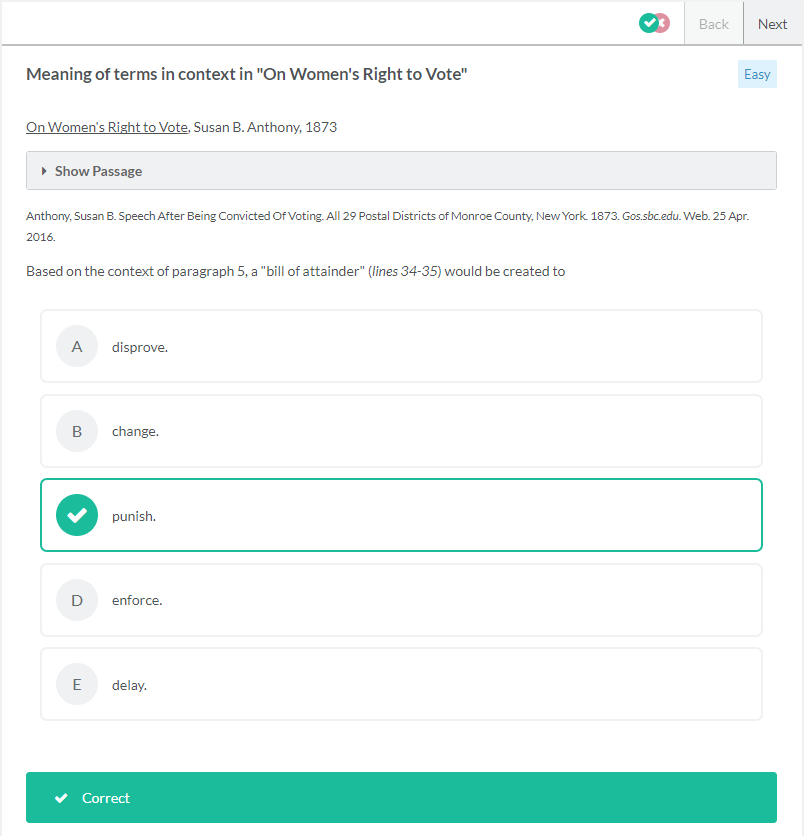 Back Next
Meaning of terms in context in "On Women's Right to Vote"
Easy
On Women's Right to Vote, Susan B. Anthony, 1873
Show Passage
Anthony, Susan B. Speech After Being Convicted Of Voting. All 29 Postal Districts of Monroe County, New York. 1873. Gos.sbc.edu. Web. 25 Apr.
2016.
Based on the context of paragraph 5, a "bill of attainder" (lines 34-35) would be created to
A disprove.
B change.
punish.
D enforce.
E delay.
Correct